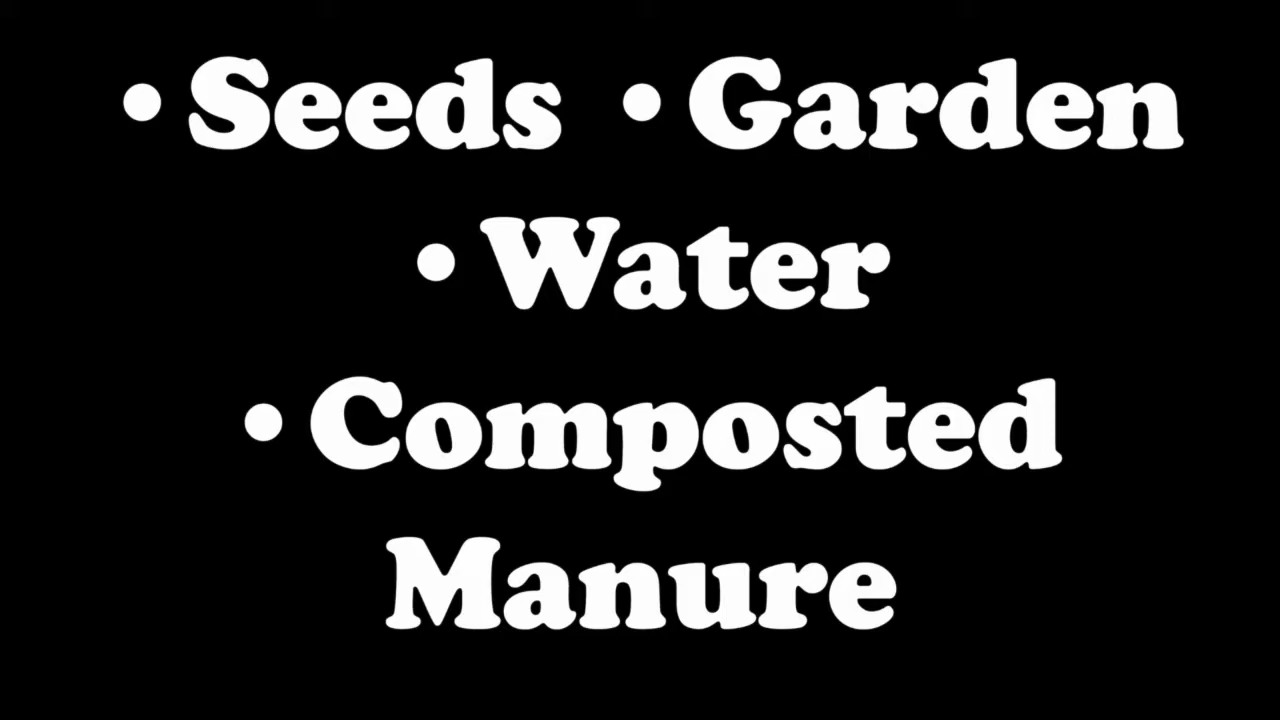 • Seeds • Garden
• Water
• Composted
Manure